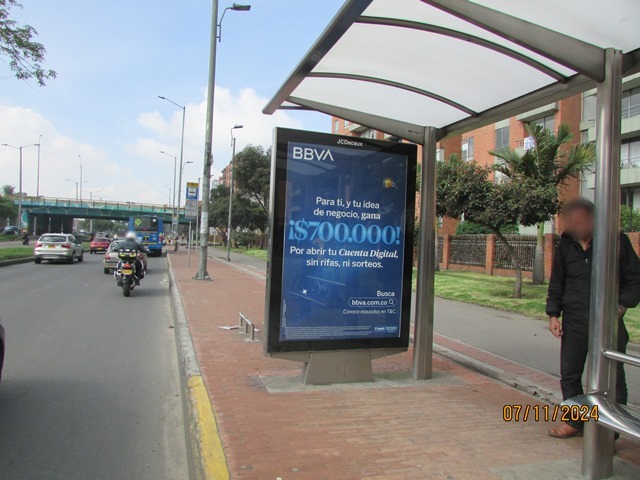 JCDecaux
BBVA
Para ti, y tu idea
de negocio, gana
¡$700.000!
Por abrir tu Cuenta Digital,
sin rifas, ni sorteos.
Busca
bbva.com.co
Conoce requisitos en T&C
07/11/2024